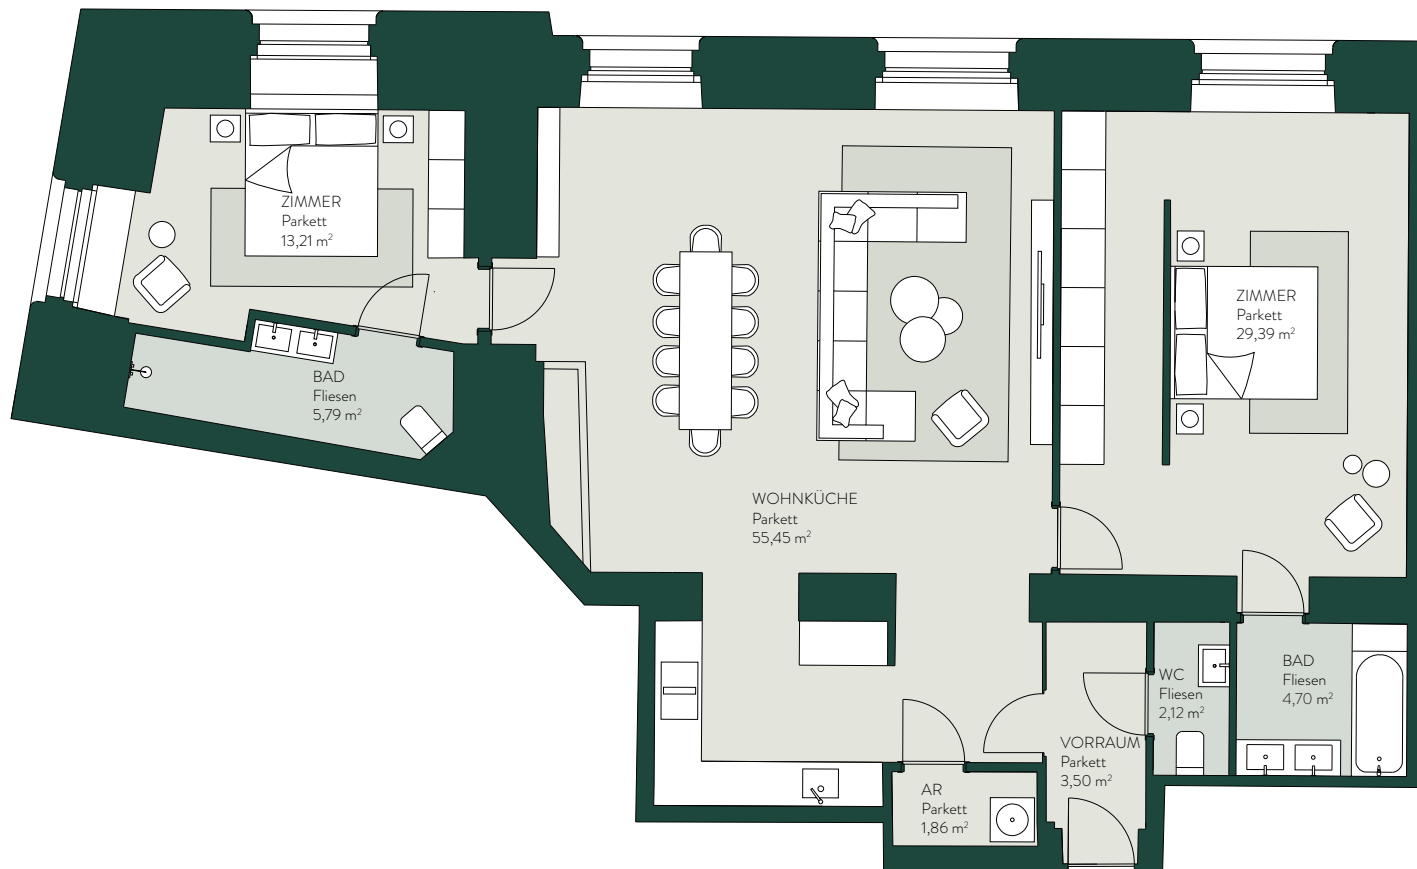 ZIMMER
Parkett
13,21 m²
BAD
Fliesen
5,79 m²
WOHNKÜCHE
Parkett
55,45 m²
ZIMMER
Parkett
29,39 m²
WC
Fliesen
2,12 m²
BAD
Fliesen
4,70 m²
VORRAUM
Parkett
3,50 m²
AR
Parkett
1,86 m²